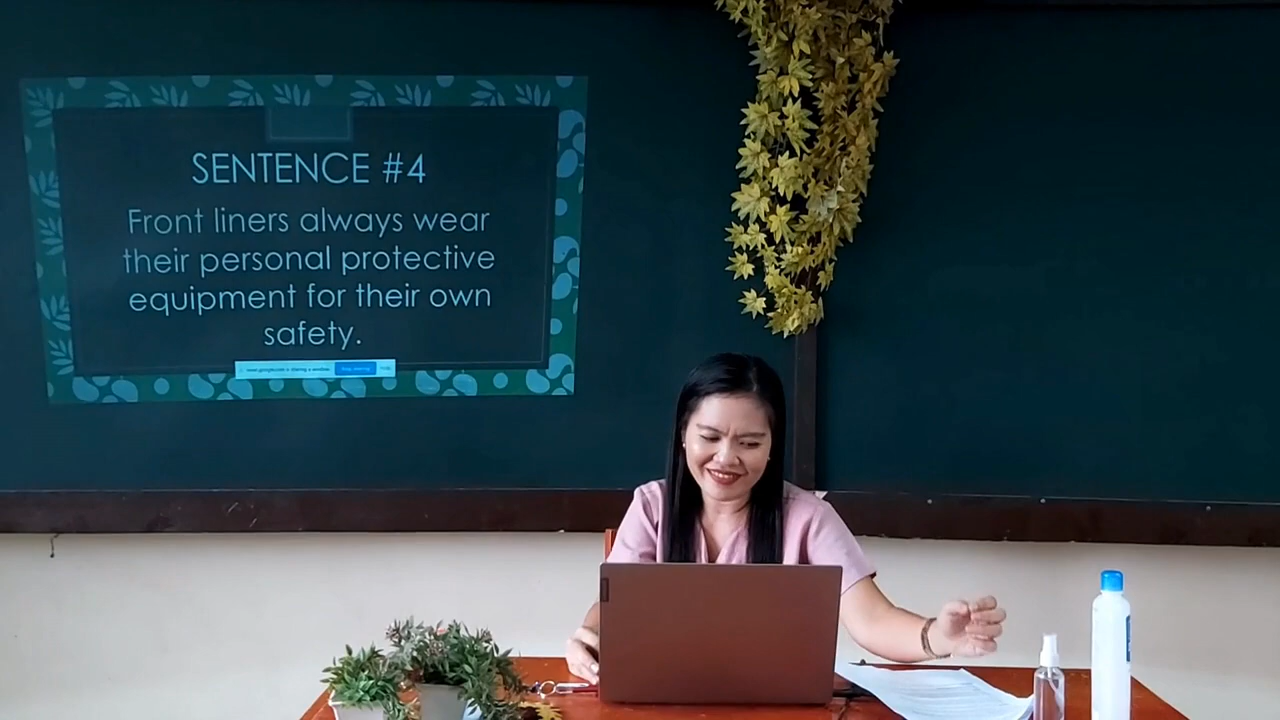 SENTENCE #4
Front liners always wear
their personal protective
equipment for their own
safety.